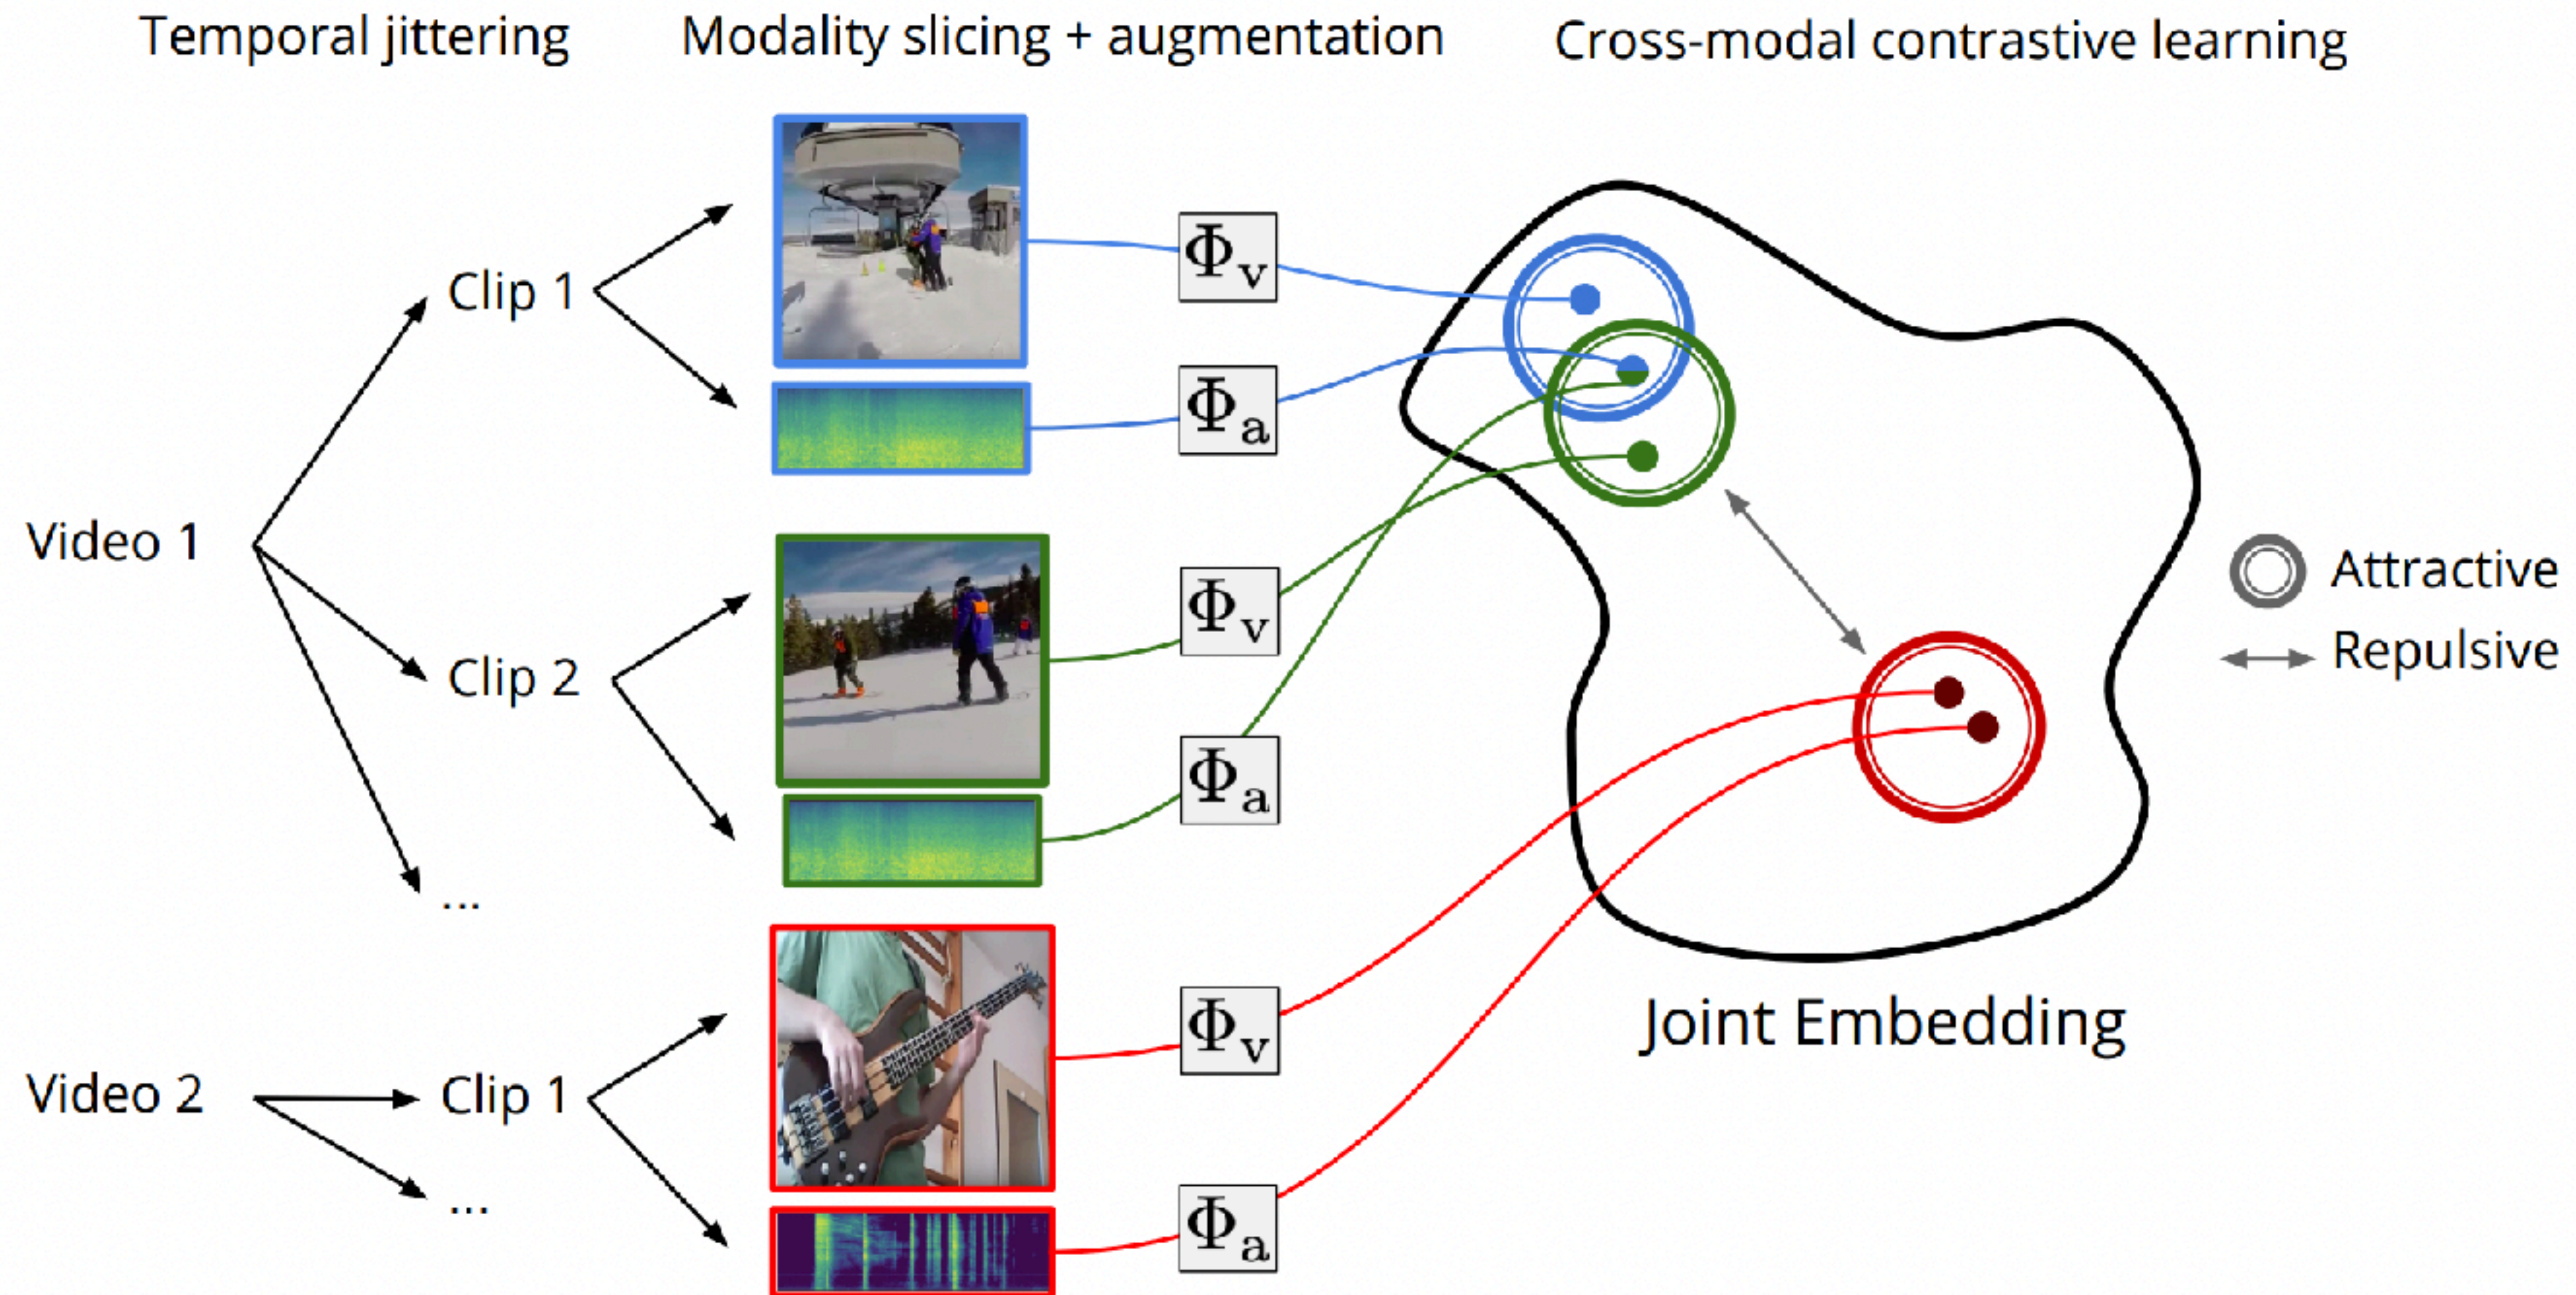 Temporal jittering
Modality slicing + augmentation
Cross-modal contrastive learning
Video 1
Clip 1
Φv
Φa
Clip 2
Φv
Φa
...
Video 2
Clip 1
...
Φv
Φa
Joint Embedding
Attractive
Repulsive